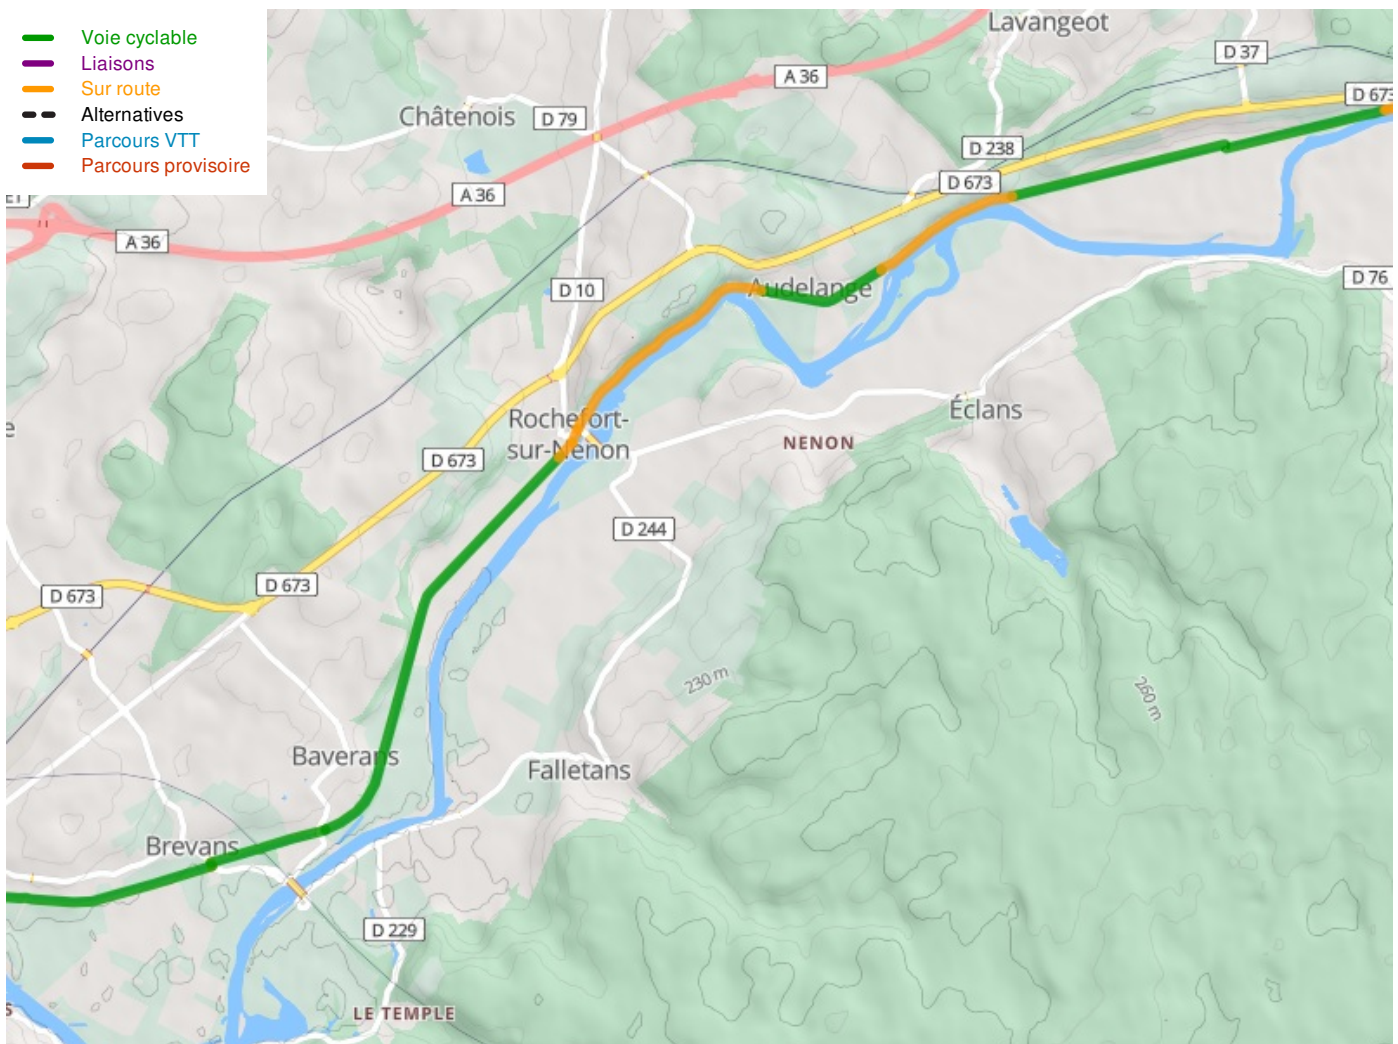 Voie cyclable
Liaisons
Sur route
Alternatives
Parcours VTT
Parcours provisoire
Lavangeot
D 37
A 36
D 673
Châtenois
D 79
D 238
D 673
A 36
A 36
D 76
D 10
Audelange
Éclans
Rochefort-
sur-Nenon
NENON
D 673
D 244
D 673
D 673
230 m
260 m
Baverans
Falletans
Brevans
D 229
LE TEMPLE